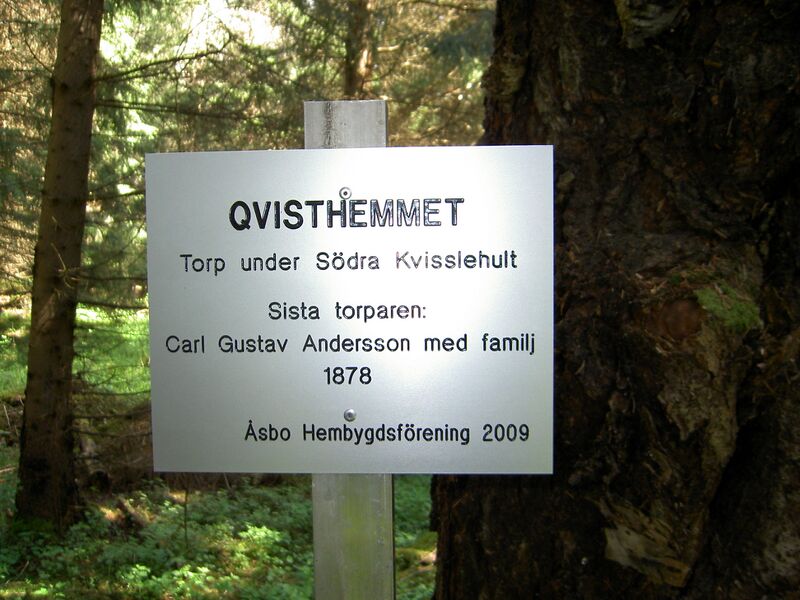 QVISTHEMMET
Torp under Södra Kvisslehult
Sista torparen:
Carl Gustav Andersson med familj
1878
Åsbo Hembygdsförening 2009